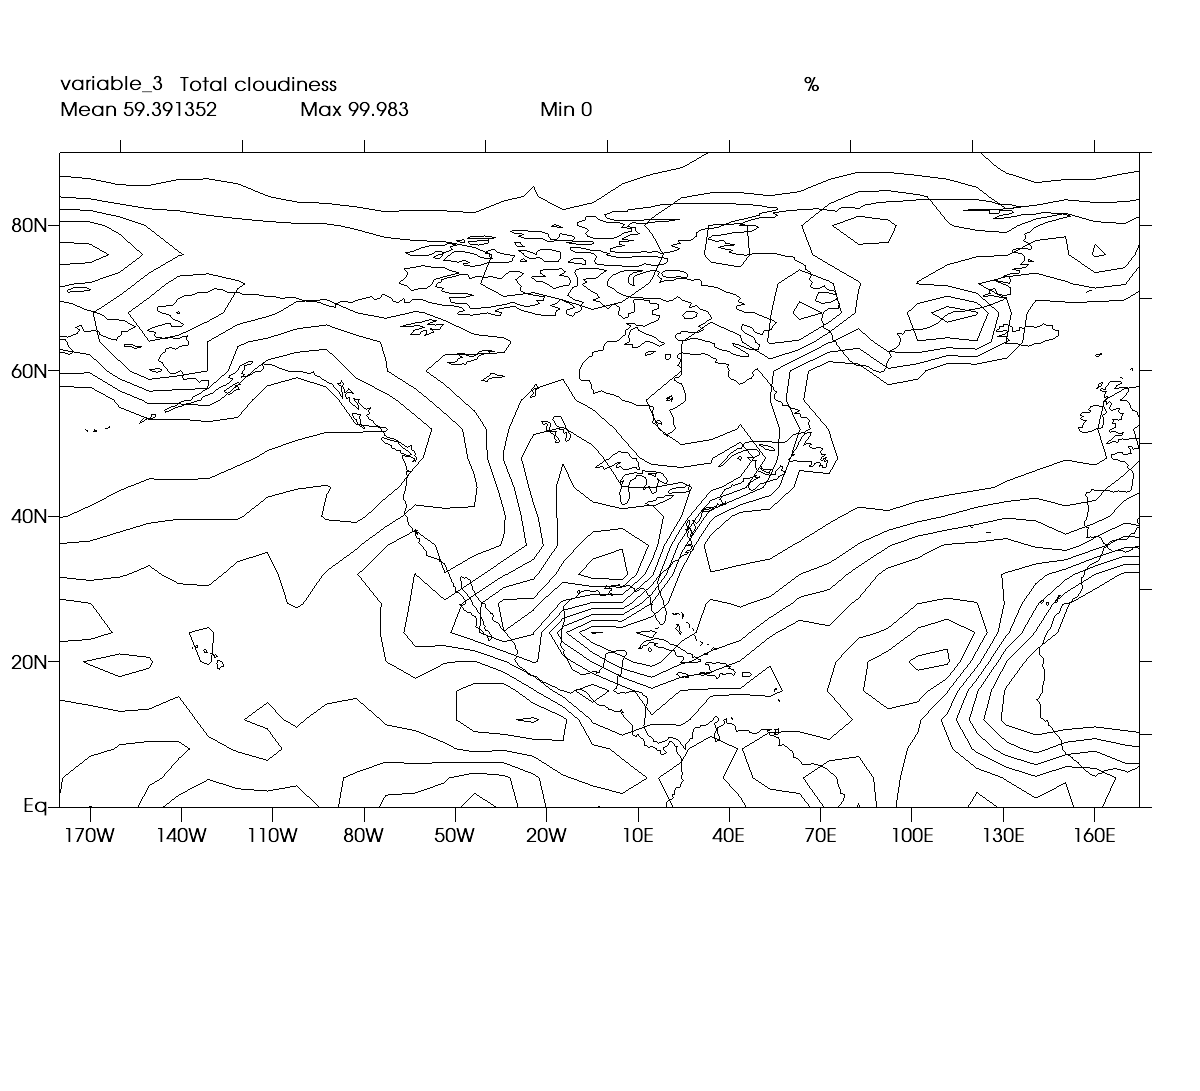 variable_3 Total cloudiness %
Mean 59.391352 Max 99.983 Min 0
80N
60N
40N
20N
Eq
170W 140W 110W 80W 50W 20W 10E 40E 70E 100E 130E 160E